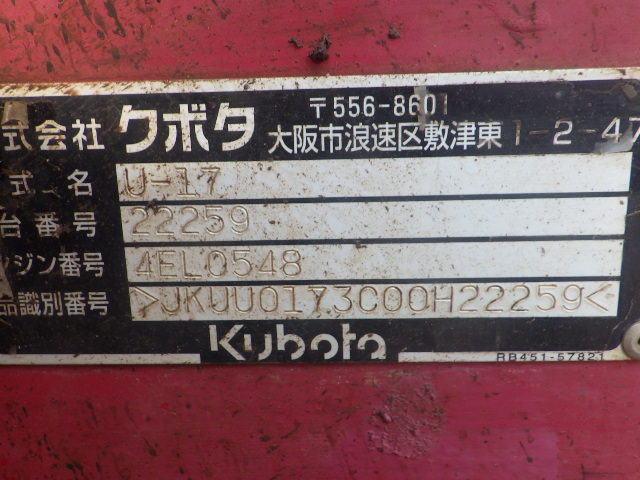 式会社 クボタ 〒556-8601
大阪市浪速区敷津東1-2-47
式名 U-17
台番号 22259
ンジン番号 4EL0548
品識別番号 >JKUU0173C00H22259<
Kubota
RB451-57821